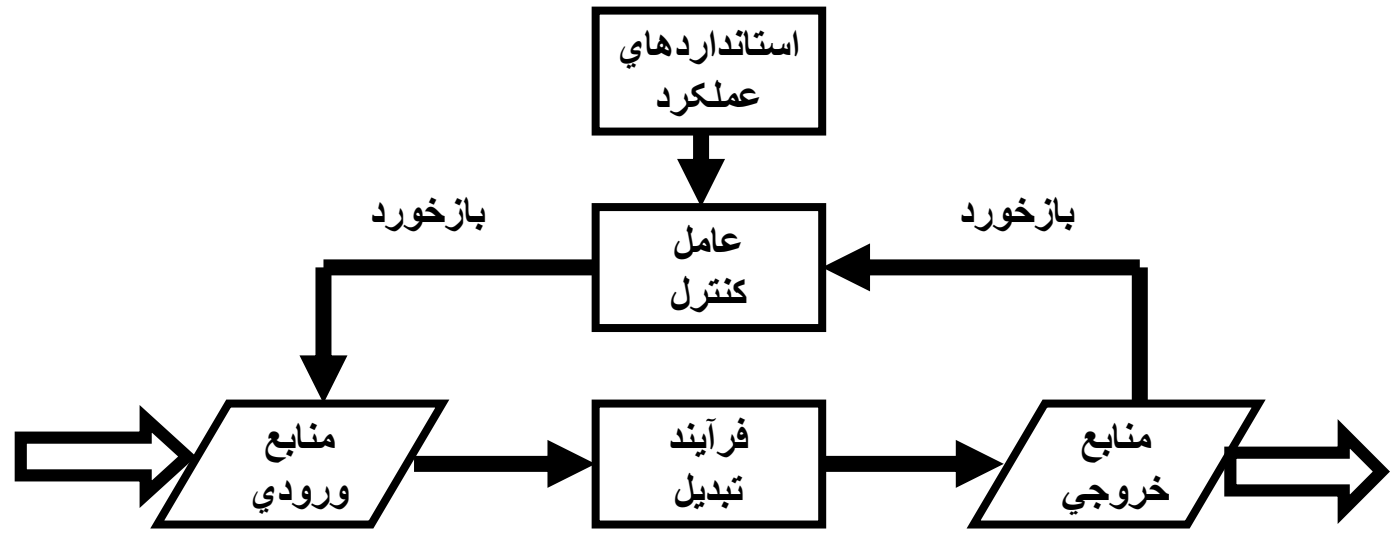 استانداردهاي
عملكرد
بازخورد
بازخورد
عامل
كنترل
منابع
ورودي
فرآيند
تبديل
منابع
خروجي